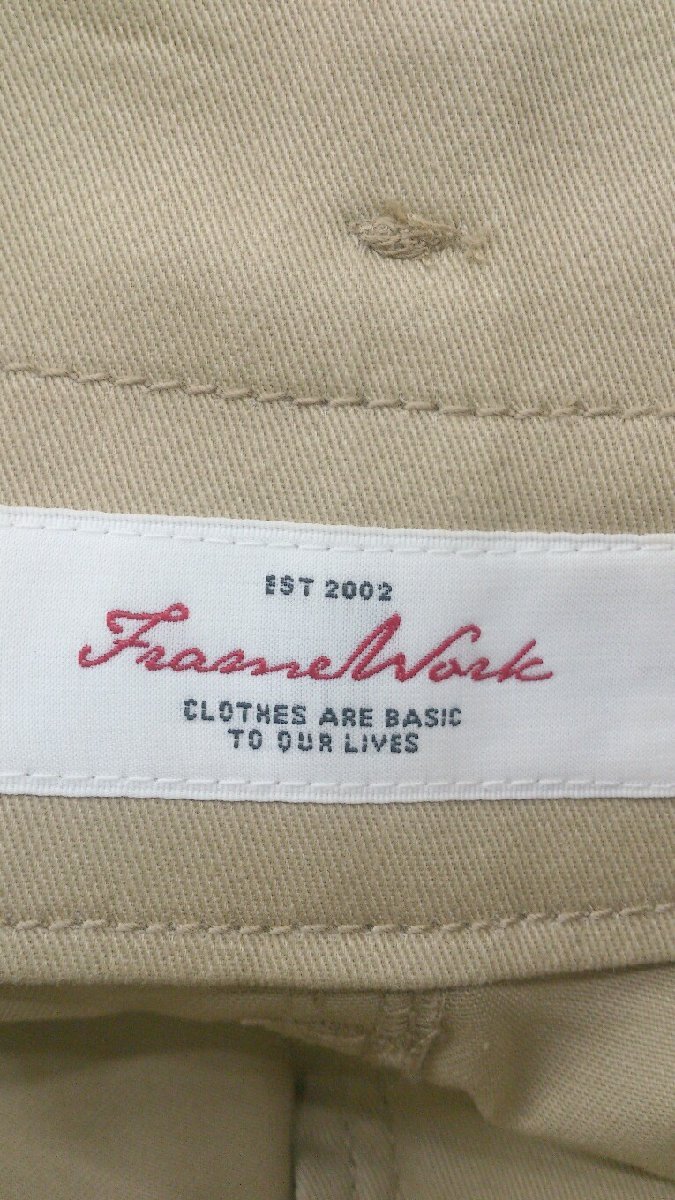 EST 2002
FrameWork
CLOTHES ARE BASIC
TO OUR LIVES